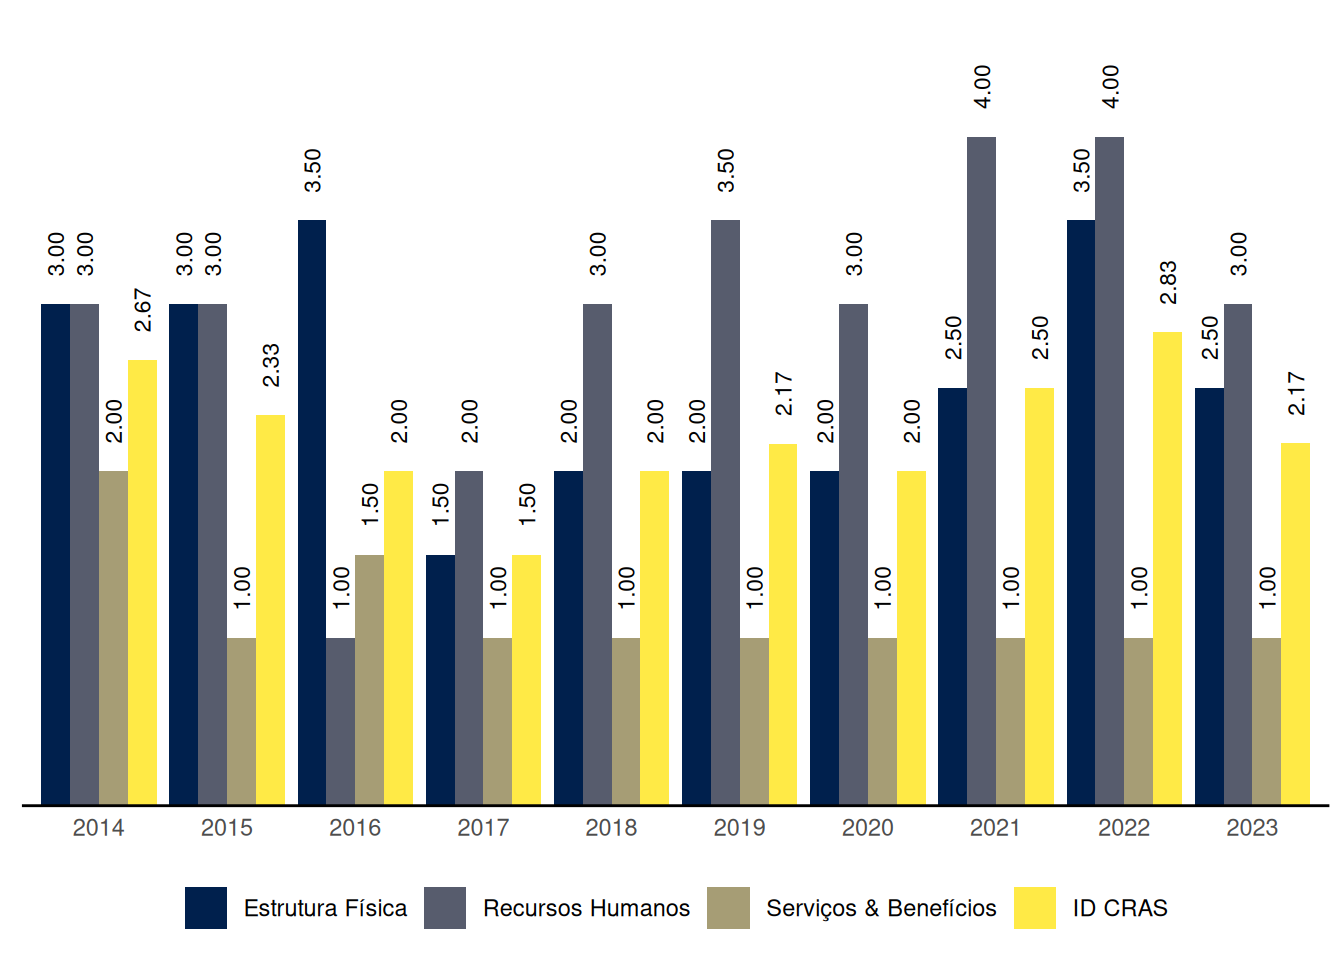 3.00 3.00 2.00 2.67
3.00 3.00 1.00 2.33
3.50 1.00 1.50 2.00
1.50 2.00 1.00 1.50
2.00 3.00 1.00 2.00
2.00 3.50 1.00 2.17
2.00 3.00 1.00 2.00
2.50 4.00 1.00 2.50
3.50 4.00 1.00 2.83
2.50 3.00 1.00 2.17
2014 2015 2016 2017 2018 2019 2020 2021 2022 2023
Estrutura Física Recursos Humanos Serviços & Benefícios ID CRAS